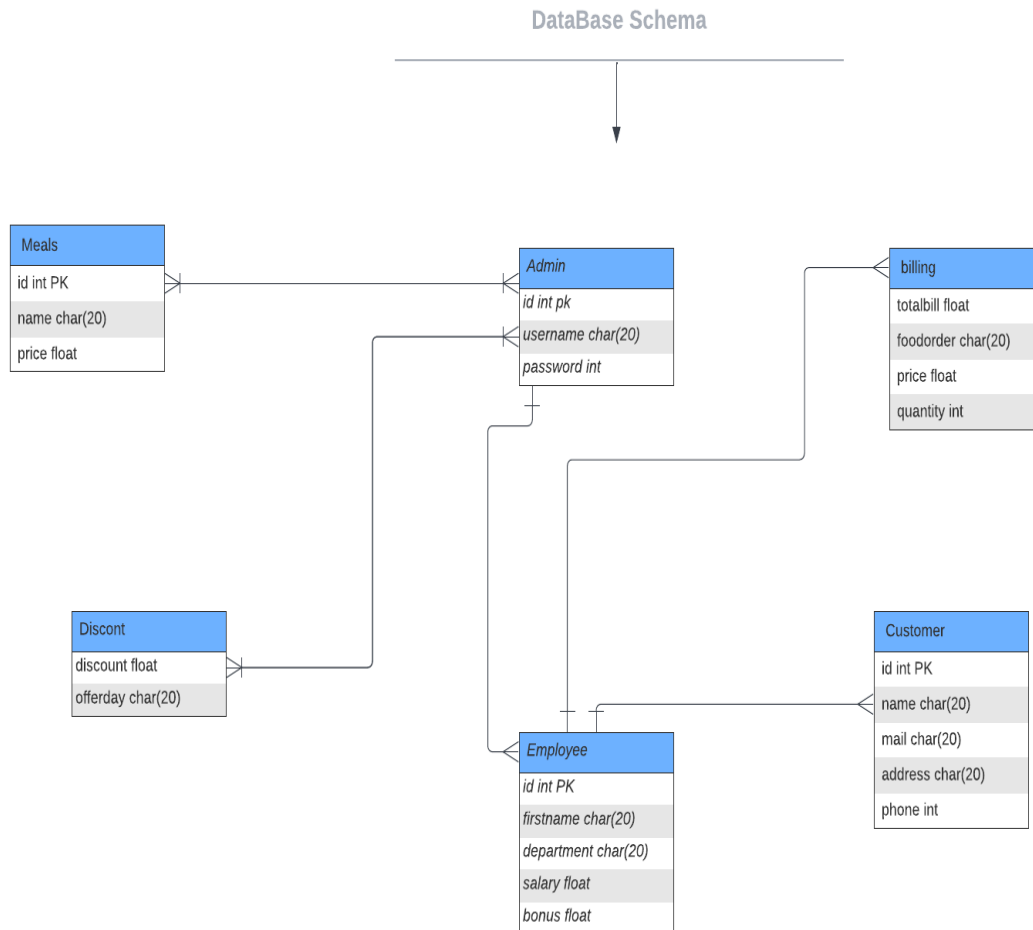 DataBase Schema
Meals
id int PK
name char(20)
price float
Admin
id int pk
username char(20)
password int
billing
totalbill float
foodorder char(20)
price float
quantity int
Discont
discount float
offerday char(20)
Employee
id int PK
firstname char(20)
department char(20)
salary float
bonus float
Customer
id int PK
name char(20)
mail char(20)
address char(20)
phone int